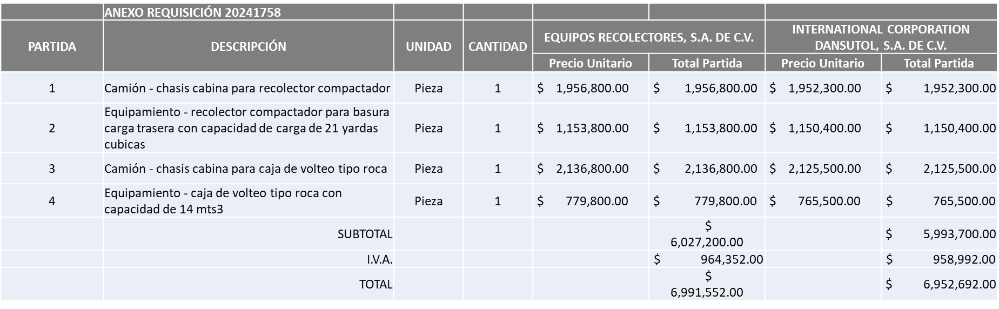 ANEXO REQUISICIÓN 20241758
PARTIDA DESCRIPCIÓN UNIDAD CANTIDAD EQUIPOS RECOLECTORES, S.A. DE C.V. INTERNATIONAL CORPORATION
DANSUTOL, S.A. DE C.V.
Precio Unitario Total Partida Precio Unitario Total Partida
1 Camión - chasis cabina para recolector compactador Pieza 1 $ 1,956,800.00 $ 1,956,800.00 $ 1,952,300.00 $ 1,952,300.00
Equipamiento - recolector compactador para basura
2 carga trasera con capacidad de carga de 21 yardas Pieza 1 $ 1,153,800.00 $ 1,153,800.00 $ 1,150,400.00 $ 1,150,400.00
cubicas
3 Camión - chasis cabina para caja de volteo tipo roca Pieza 1 $ 2,136,800.00 $ 2,136,800.00 $ 2,125,500.00 $ 2,125,500.00
4 Equipamiento - caja de volteo tipo roca con Pieza 1 $ 779,800.00 $ 779,800.00 $ 765,500.00 $ 765,500.00
capacidad de 14 mts3
SUBTOTAL $
6,027,200.00 $ 5,993,700.00
I.V.A. $ 964,352.00 $ 958,992.00
TOTAL $
6,991,552.00 $ 6,952,692.00